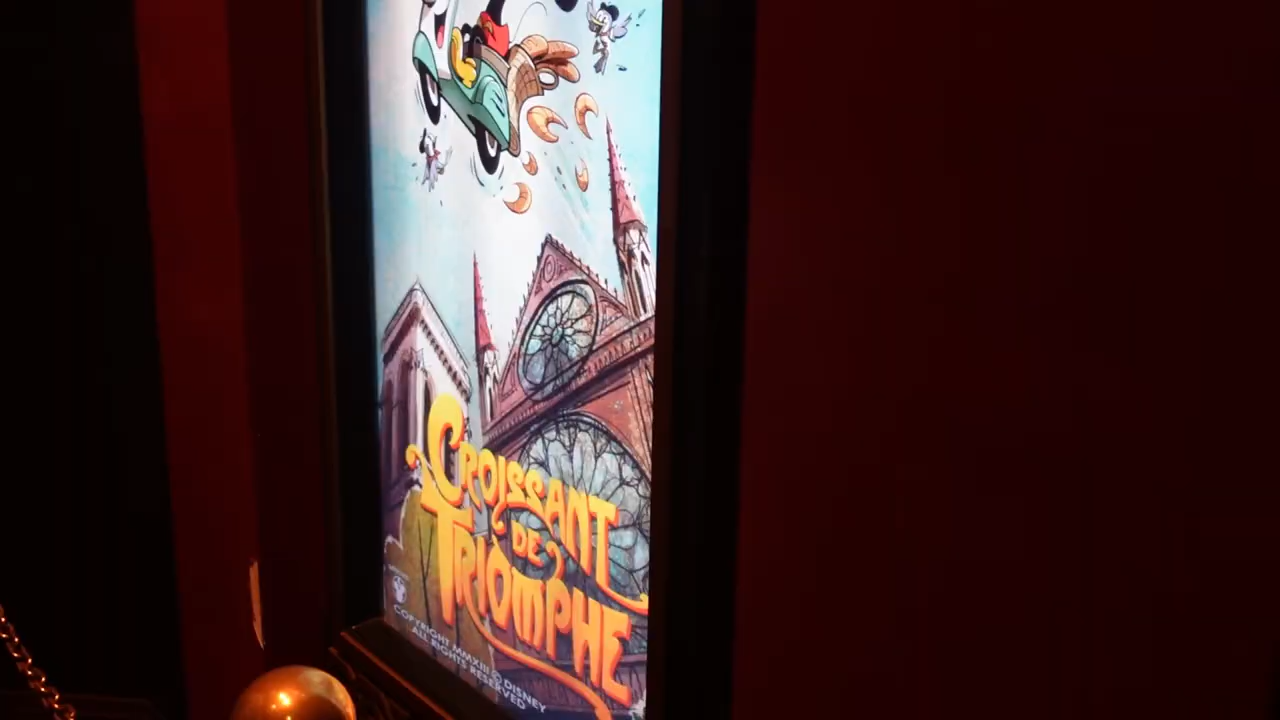 CROISSANT
DE
TRIOMPHE
COPYRIGHT MMXIII © DISNEY
ALL RIGHTS RESERVED